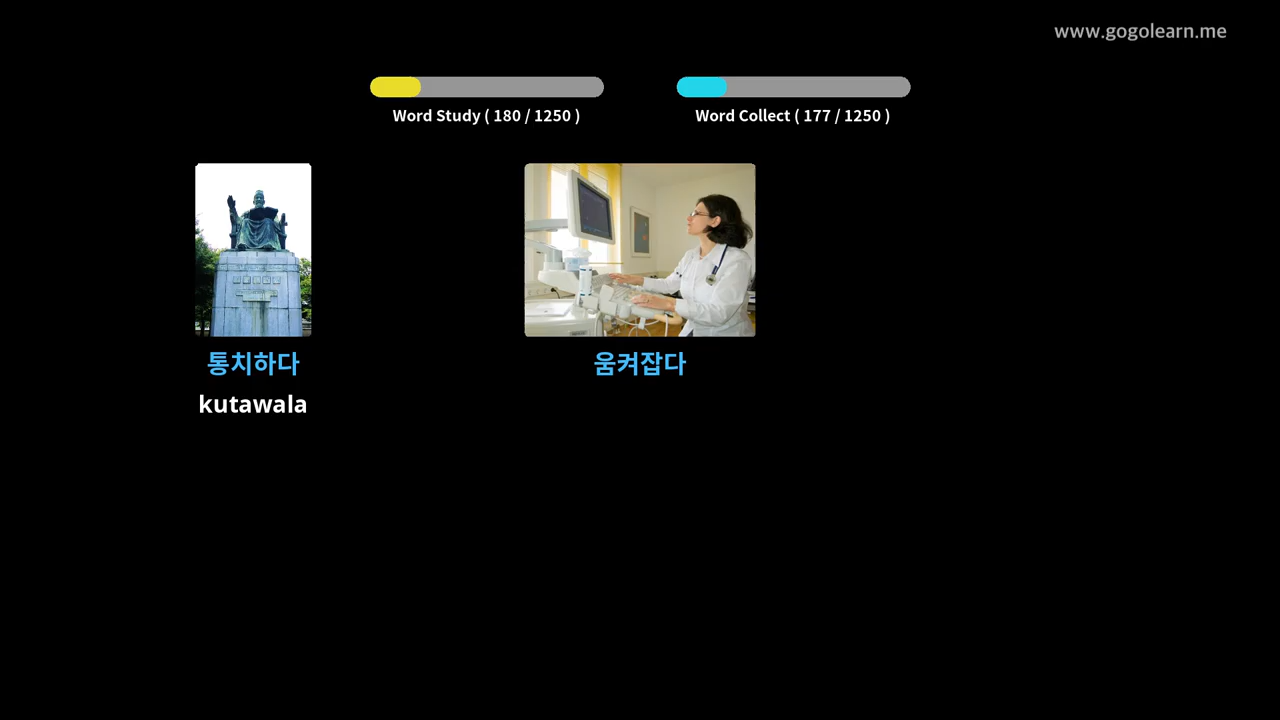 www.gogolearn.me
Word Study ( 180 / 1250 )
Word Collect ( 177 / 1250 )
통치하다
움켜잡다
kutawala